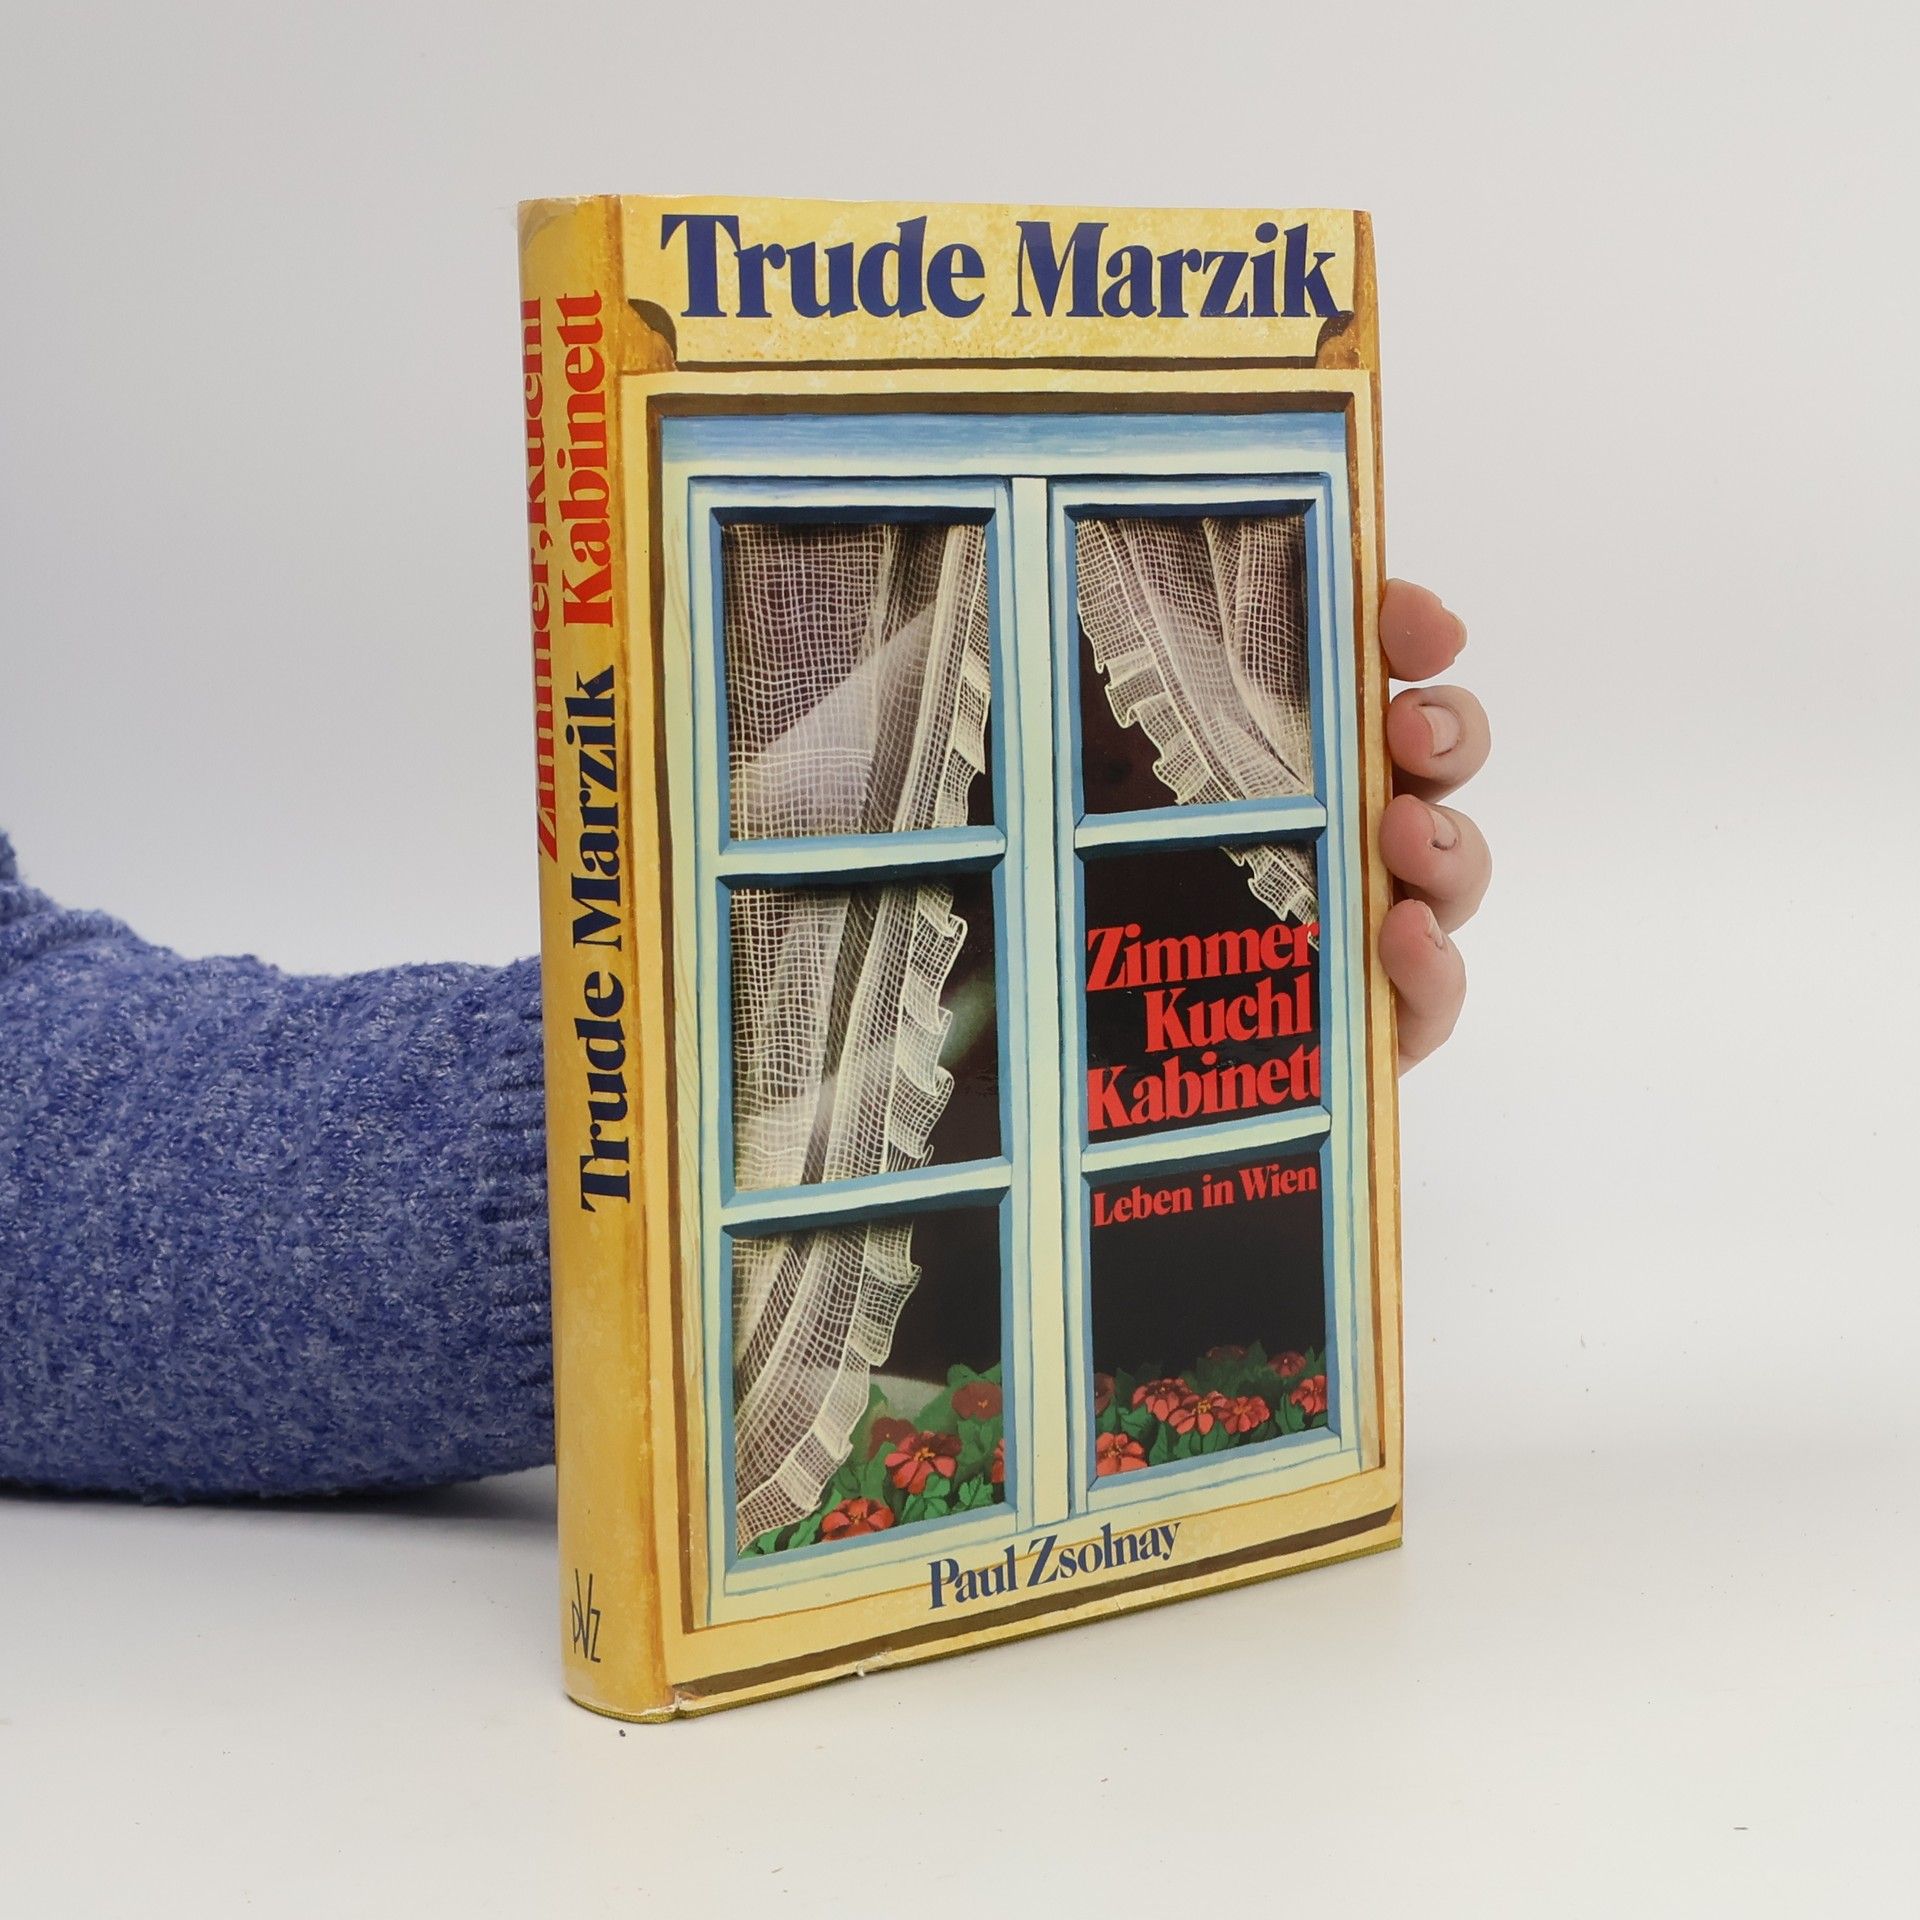 Trude Marzik
Zimmer
Kuchl
Kabinett
Leben in Wien
Paul Zsolnay
Trude Marzik
Zimmer, Kuchl
Kabinett
PVZ